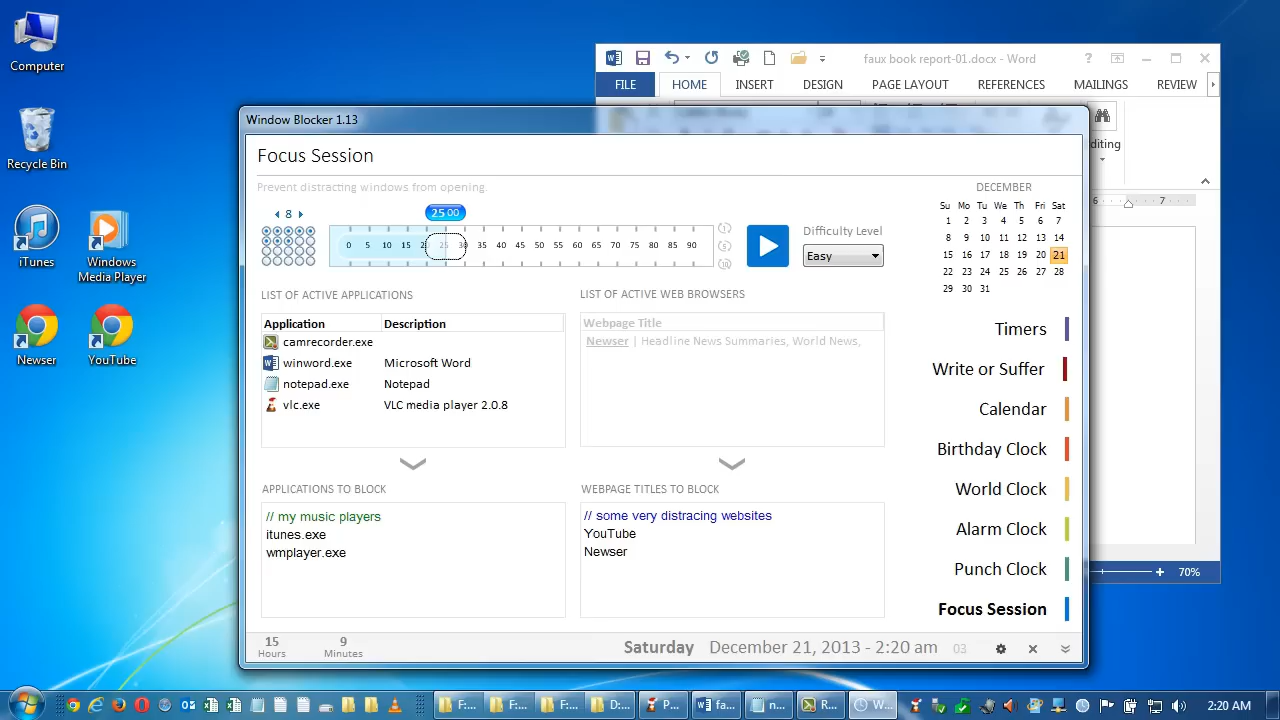 Computer
Recycle Bin
iTunes
Windows
Media Player
Newser
YouTube
faux book report-01.docx - Word
FILE
HOME
INSERT
DESIGN
PAGE LAYOUT
REFERENCES
MAILINGS
REVIEW
diting
6
7
70%
Window Blocker 1.13
Focus Session
Prevent distracting windows from opening.
8
25 00
0 5 10 15 25 35 40 45 50 55 60 65 70 75 80 85 90
1
5
10
Difficulty Level
Easy
DECEMBER
Su Mo Tu We Th Fri Sat
1 2 3 4 5 6 7
8 9 10 11 12 13 14
15 16 17 18 19 20 21
22 23 24 25 26 27 28
29 30 31
LIST OF ACTIVE APPLICATIONS
Application Description
camrecorder.exe
winword.exe Microsoft Word
notepad.exe Notepad
vlc.exe VLC media player 2.0.8
LIST OF ACTIVE WEB BROWSERS
Webpage Title
Newser | Headline News Summaries, World News,
APPLICATIONS TO BLOCK
// my music players
itunes.exe
wmplayer.exe
WEBPAGE TITLES TO BLOCK
// some very distracing websites
YouTube
Newser
Timers
Write or Suffer
Calendar
Birthday Clock
World Clock
Alarm Clock
Punch Clock
Focus Session
15
Hours
9
Minutes
Saturday December 21, 2013 - 2:20 am 03
F:...
F:...
F:...
D:...
P...
fa...
n...
R...
W...
2:20 AM